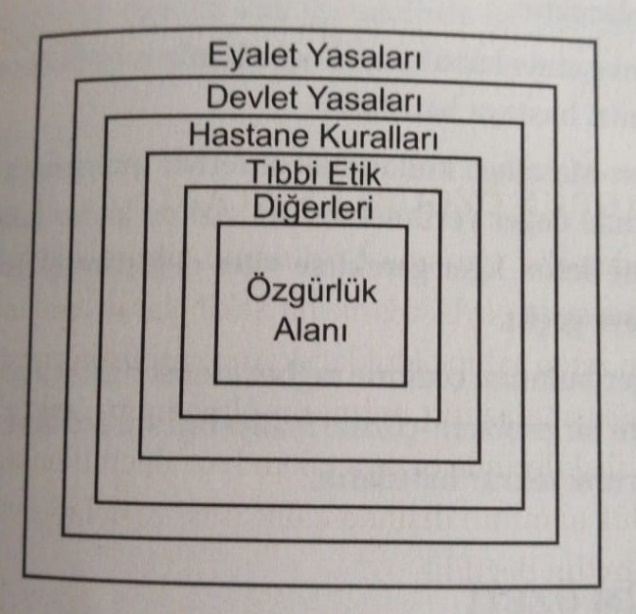 Eyalet Yasaları
Devlet Yasaları
Hastane Kuralları
Tıbbi Etik
Diğerleri
Özgürlük
Alanı